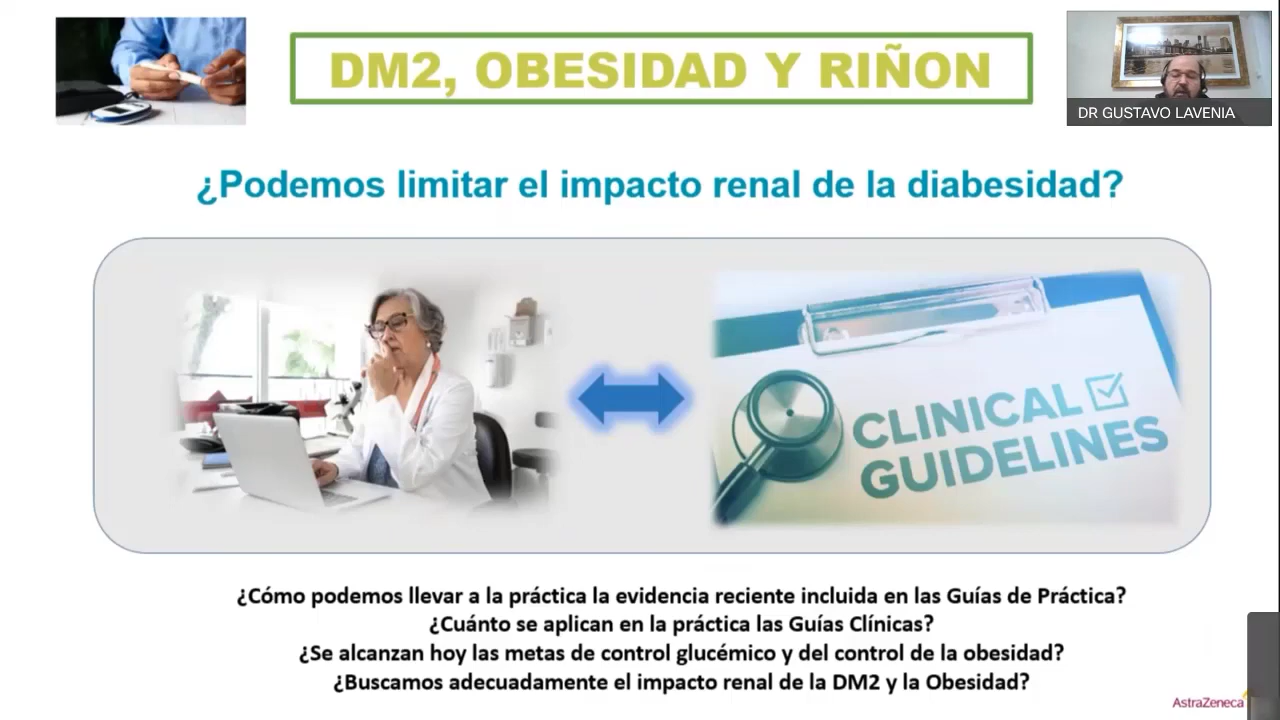 DM2, OBESIDAD Y RIÑON
DR GUSTAVO LAVENIA
¿Podemos limitar el impacto renal de la diabesidad?
CLINICAL
GUIDELINES
¿Cómo podemos llevar a la práctica la evidencia reciente incluida en las Guías de Práctica?
¿Cuánto se aplican en la práctica las Guías Clínicas?
¿Se alcanzan hoy las metas de control glucémico y del control de la obesidad?
¿Buscamos adecuadamente el impacto renal de la DM2 y la Obesidad?
AstraZeneca